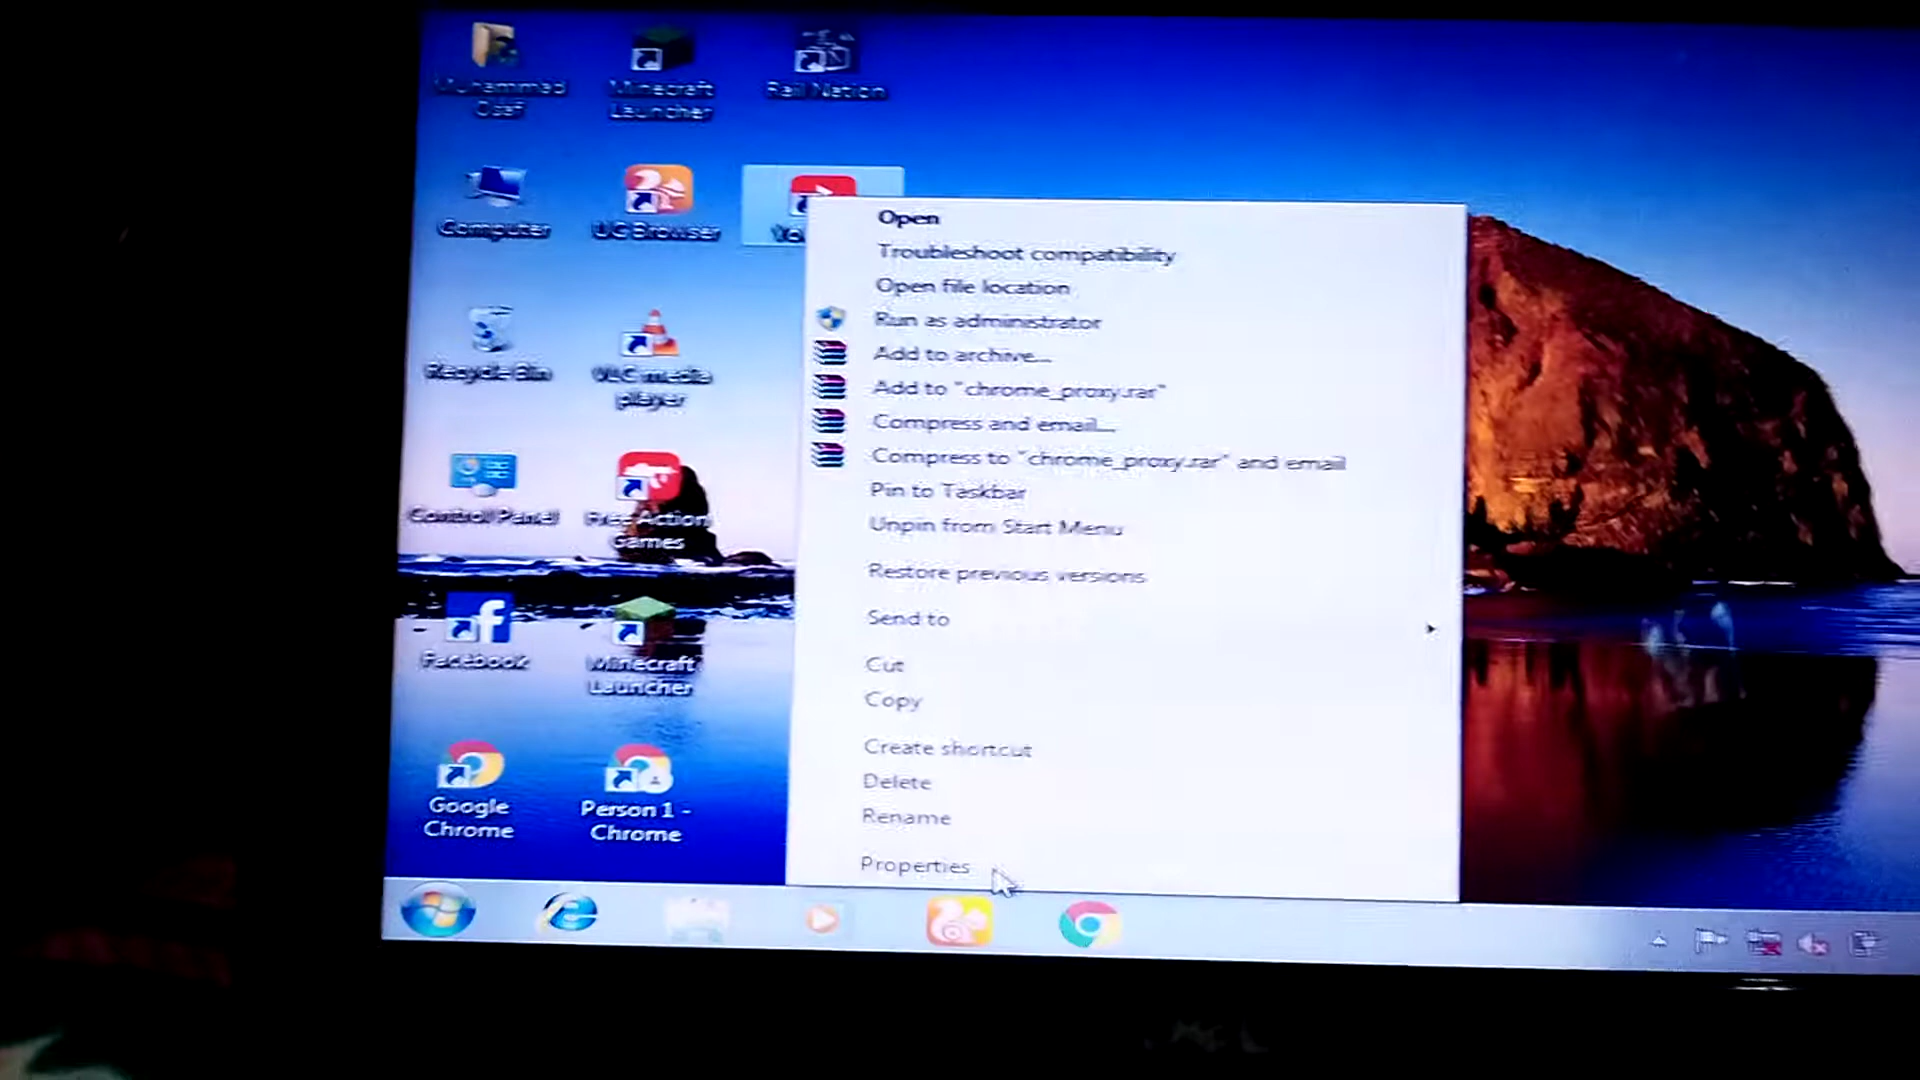 Muhammad
Minecraft
Launcher
Rail Nation
Computer
UC Browser
Recycle Bin
VLC media
player
Control Panel
Free Action
Games
Facebook
Minecraft
Launcher
Google
Chrome
Person 1 -
Chrome
Open
Troubleshoot compatibility
Open file location
Run as administrator
Add to archive...
Add to "chrome_proxy.rar"
Compress and email...
Compress to "chrome_proxy.rar" and email
Pin to Taskbar
Unpin from Start Menu
Restore previous versions
Send to
Cut
Copy
Create shortcut
Delete
Rename
Properties